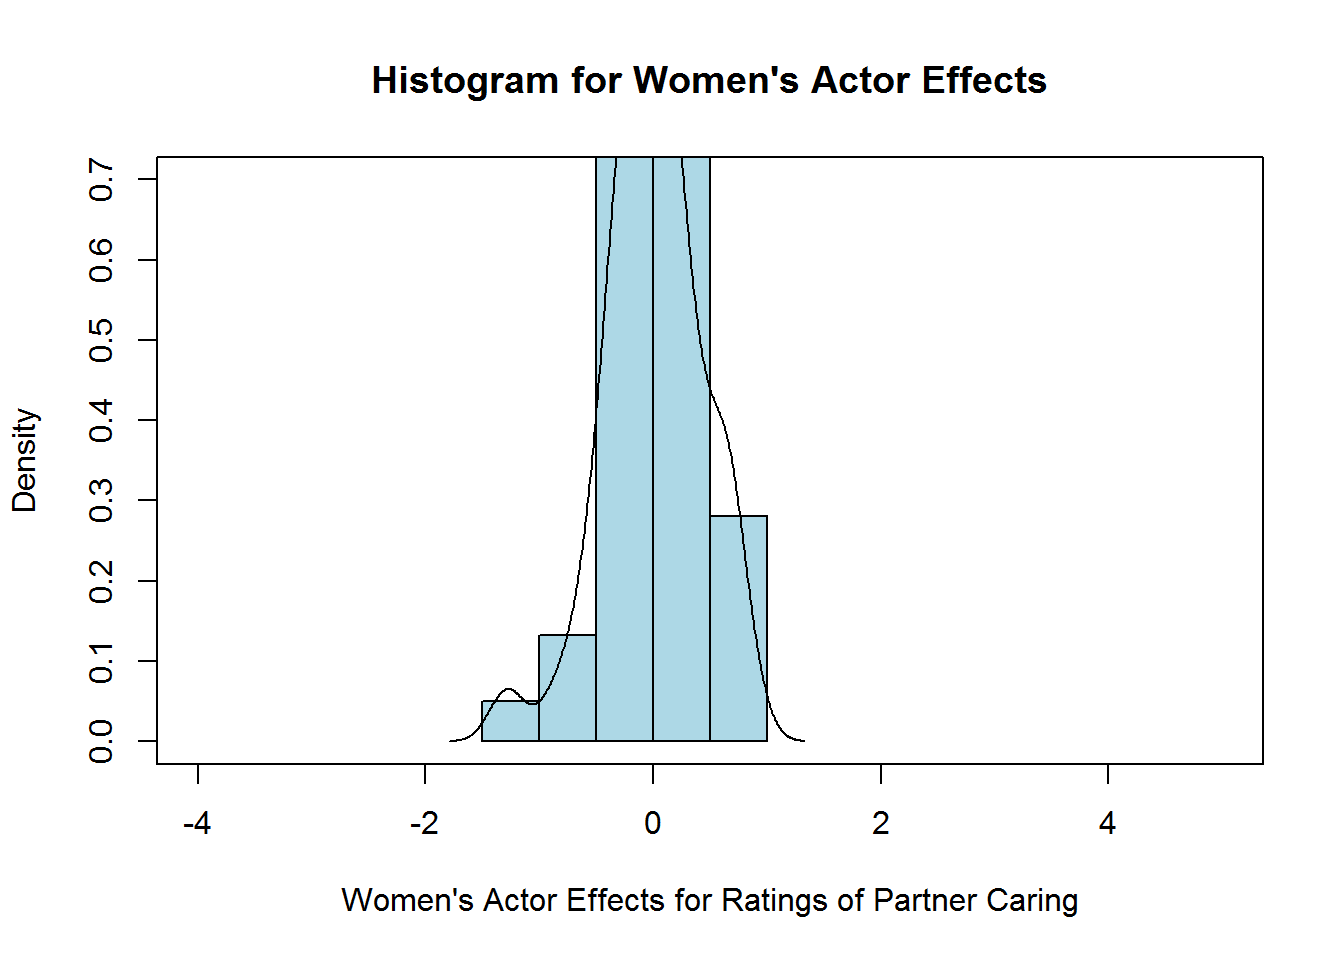 Histogram for Women's Actor Effects
Density
0.7
0.6
0.5
0.4
0.3
0.2
0.1
0.0
-4 -2 0 2 4
Women's Actor Effects for Ratings of Partner Caring